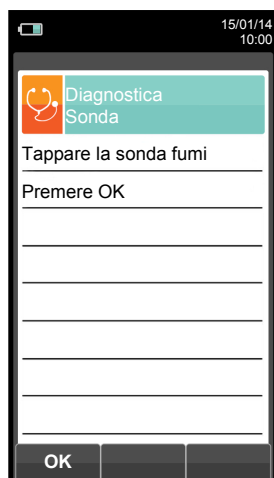 15/01/14
10:00
Diagnostica
Sonda
Tappare la sonda fumi
Premere OK
OK